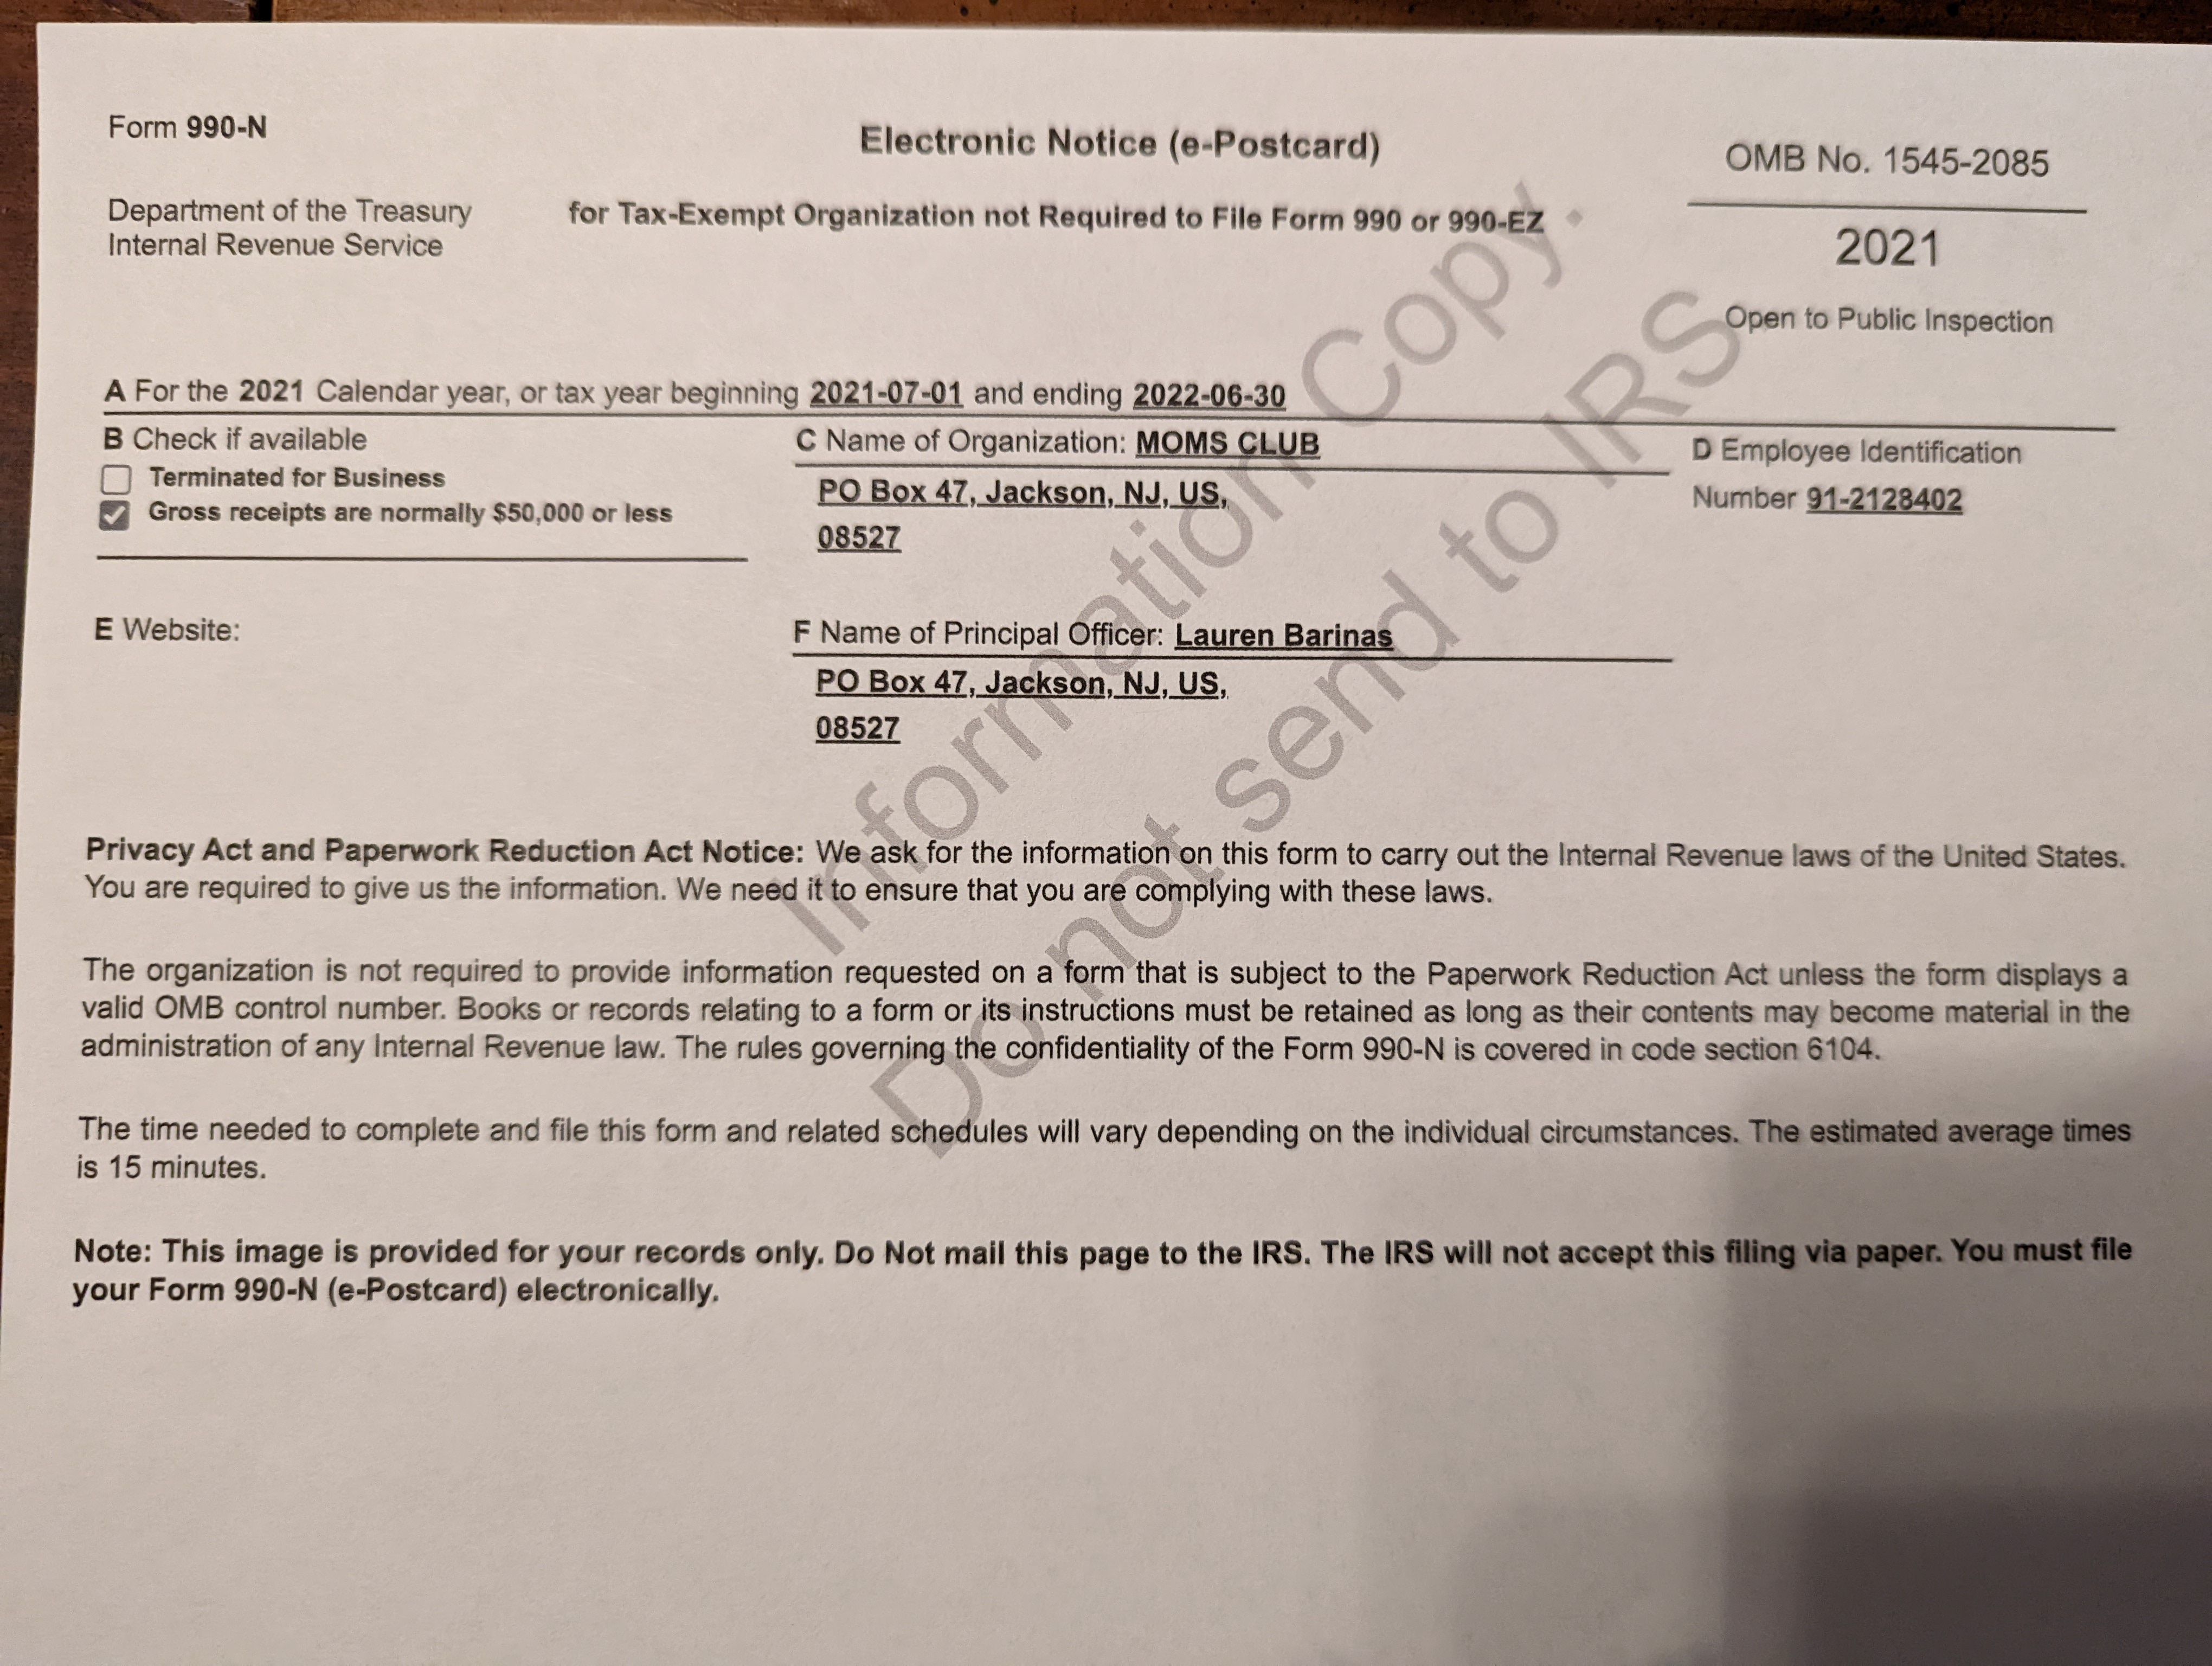 Form 990-N
Electronic Notice (e-Postcard)
OMB No. 1545-2085
Department of the Treasury
Internal Revenue Service
for Tax-Exempt Organization not Required to File Form 990 or 990-EZ
2021
Open to Public Inspection
A For the 2021 Calendar year, or tax year beginning 2021-07-01 and ending 2022-06-30
B Check if available
Terminated for Business
Gross receipts are normally $50,000 or less
C Name of Organization: MOMS CLUB
PO Box 47, Jackson, NJ, US,
08527
D Employee Identification
Number 91-2128402
E Website:
F Name of Principal Officer: Lauren Barinas
PO Box 47, Jackson, NJ, US,
08527
Information Copy.
Do not send to IRS
Privacy Act and Paperwork Reduction Act Notice: We ask for the information on this form to carry out the Internal Revenue laws of the United States.
You are required to give us the information. We need it to ensure that you are complying with these laws.
The organization is not required to provide information requested on a form that is subject to the Paperwork Reduction Act unless the form displays a
valid OMB control number. Books or records relating to a form or its instructions must be retained as long as their contents may become material in the
administration of any Internal Revenue law. The rules governing the confidentiality of the Form 990-N is covered in code section 6104.
The time needed to complete and file this form and related schedules will vary depending on the individual circumstances. The estimated average times
is 15 minutes.
Note: This image is provided for your records only. Do Not mail this page to the IRS. The IRS will not accept this filing via paper. You must file
your Form 990-N (e-Postcard) electronically.